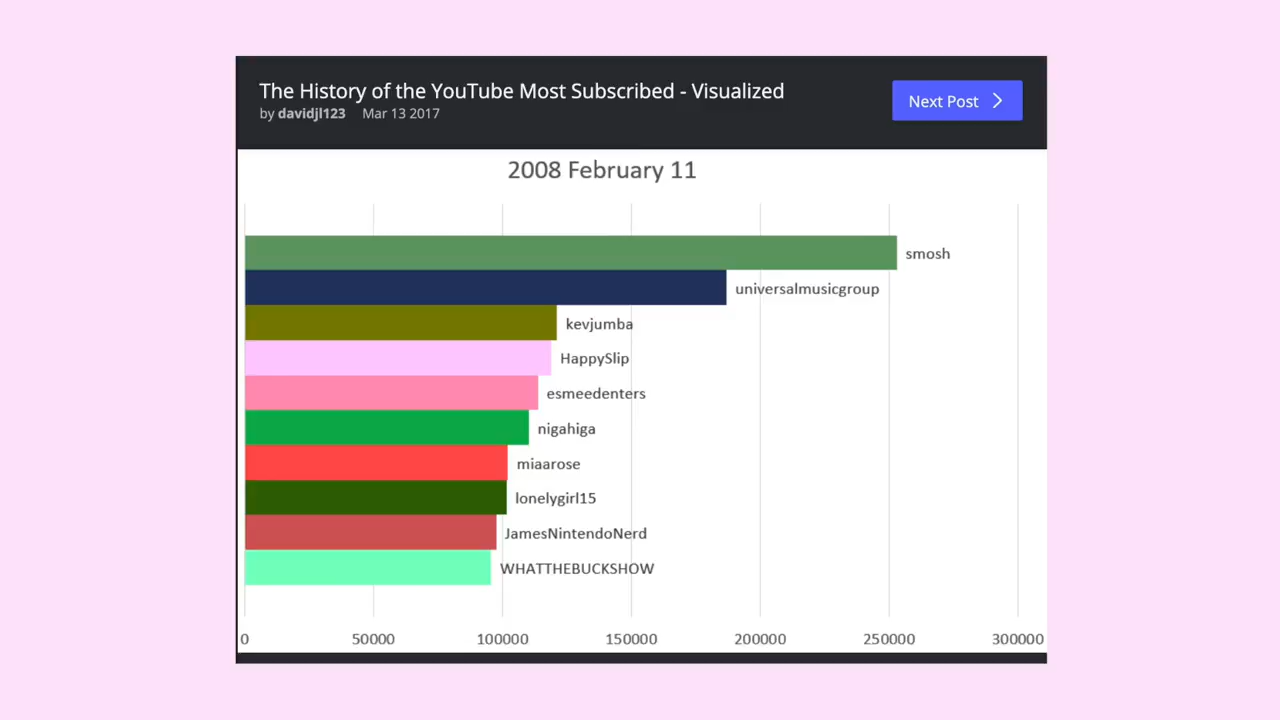 The History of the YouTube Most Subscribed - Visualized
by davidjl123 Mar 13 2017
Next Post
2008 February 11
smosh
universalmusicgroup
kevjumba
HappySlip
esmeedenters
nigahiga
miaarose
lonelygirl15
JamesNintendoNerd
WHATTHEBUCKSHOW
0 50000 100000 150000 200000 250000 300000